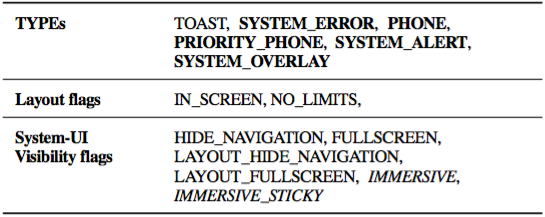 TYPEs TOAST, SYSTEM_ERROR, PHONE,
PRIORITY_PHONE, SYSTEM_ALERT,
SYSTEM_OVERLAY
Layout flags IN_SCREEN, NO_LIMITS,
System-UI HIDE_NAVIGATION, FULLSCREEN,
Visibility flags LAYOUT_HIDE_NAVIGATION,
LAYOUT_FULLSCREEN, IMMERSIVE,
IMMERSIVE_STICKY